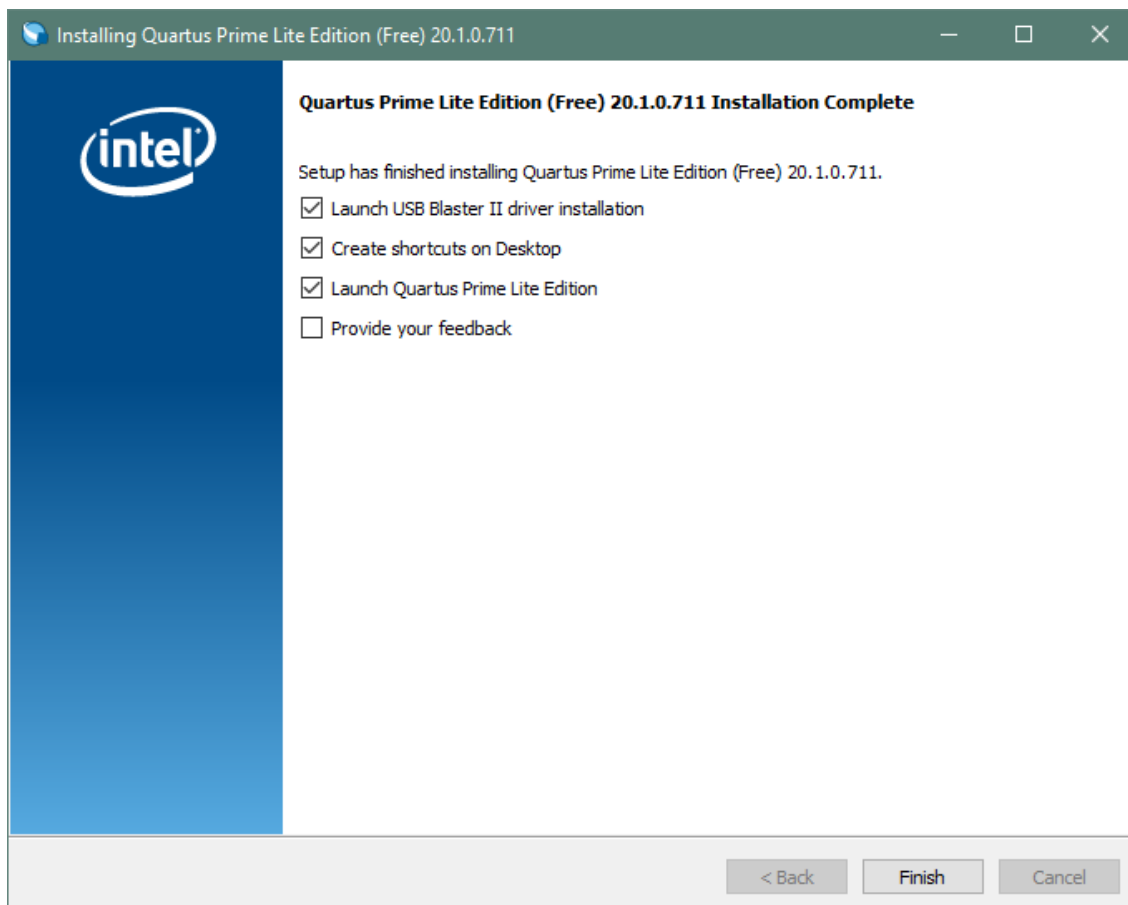 Installing Quartus Prime Lite Edition (Free) 20.1.0.711
intel
Quartus Prime Lite Edition (Free) 20.1.0.711 Installation Complete
Setup has finished installing Quartus Prime Lite Edition (Free) 20.1.0.711.
Launch USB Blaster II driver installation
Create shortcuts on Desktop
Launch Quartus Prime Lite Edition
Provide your feedback
< Back Finish Cancel